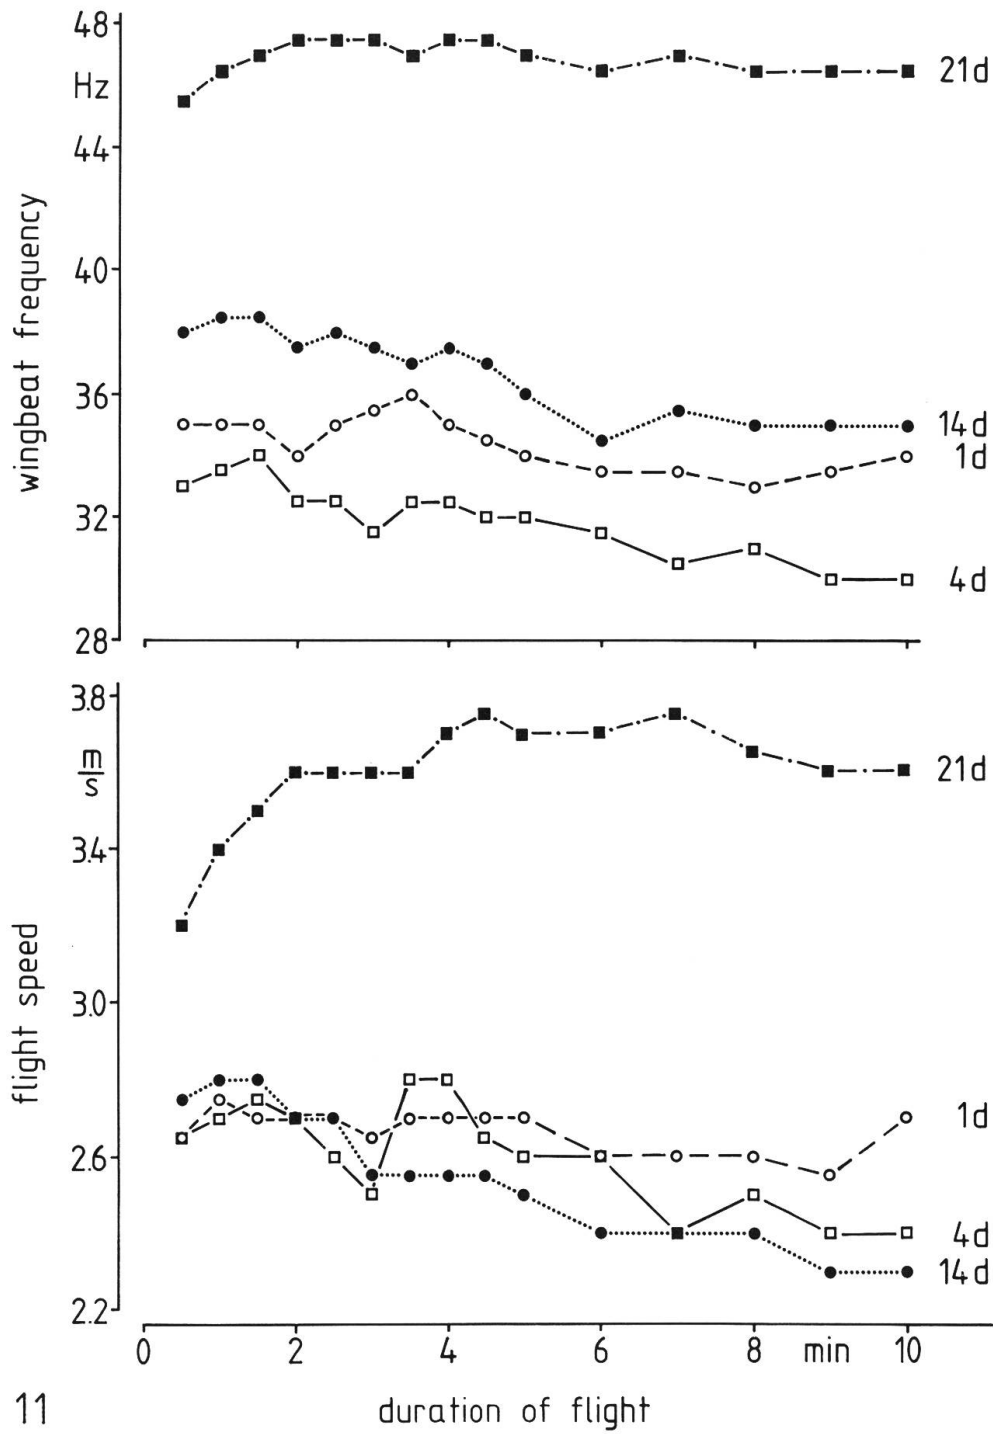 48
Hz
44
40
36
32
28
wingbeat frequency
21d
14d
1d
4d
3.8
m
s
3.4
3.0
2.6
2.2
flight speed
21d
1d
4d
14d
0 2 4 6 8 min 10
11 duration of flight